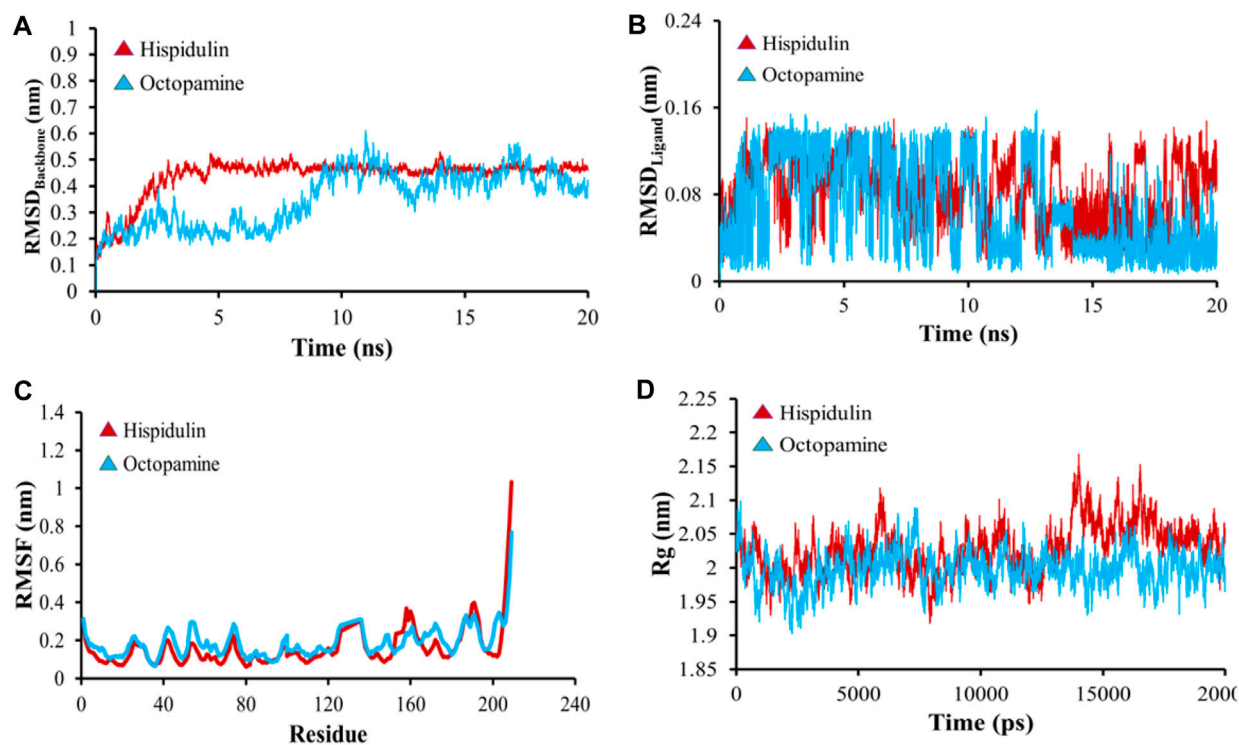 A
RMSD Backbone (nm)
1
0.9
0.8
0.7
0.6
0.5
0.4
0.3
0.2
0.1
0
Hispidulin
Octopamine
0 5 10 15 20
Time (ns)
B
RMSD Ligand (nm)
0.24
0.16
0.08
0
Hispidulin
Octopamine
0 5 10 15 20
Time (ns)
C
RMSF (nm)
1.4
1.2
1
0.8
0.6
0.4
0.2
0
Hispidulin
Octopamine
0 40 80 120 160 200 240
Residue
D
Rg (nm)
2.25
2.2
2.15
2.1
2.05
2
1.95
1.9
1.85
Hispidulin
Octopamine
0 5000 10000 15000 2000
Time (ps)